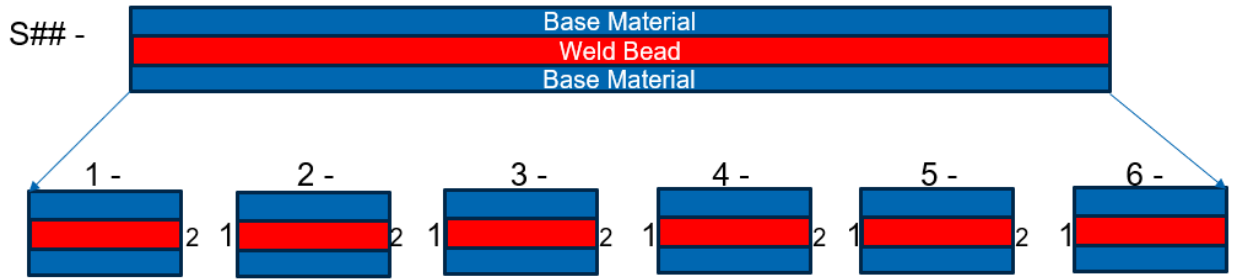 S## -
Base Material
Weld Bead
Base Material
1 - 2 - 3 - 4 - 5 - 6 -
2 1 2 1 2 1 2 1 2 1